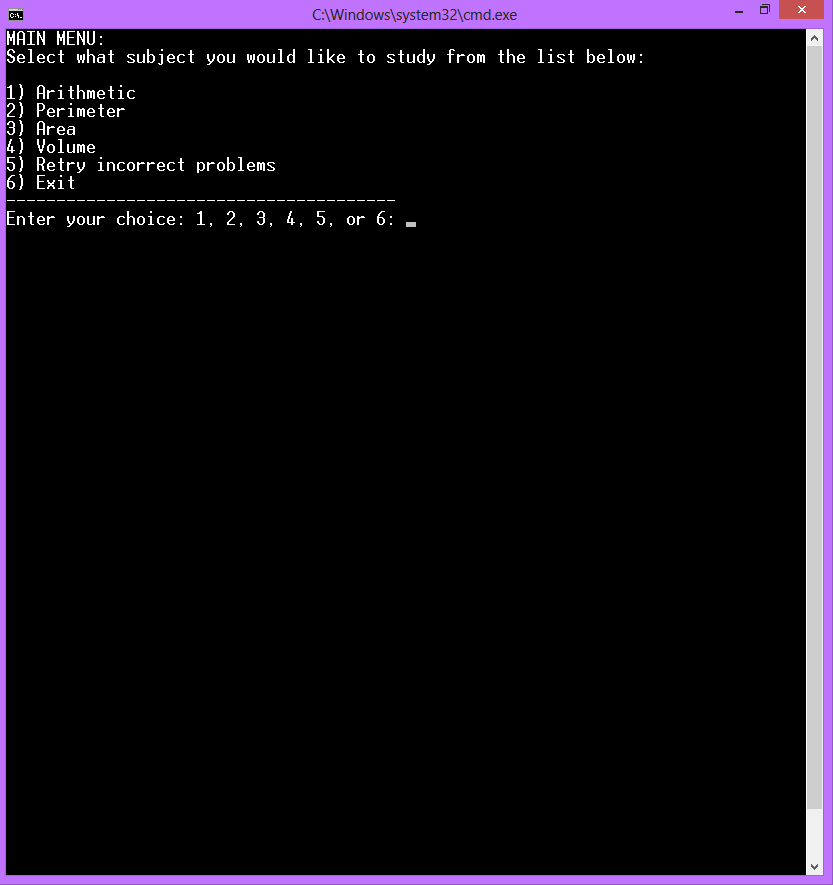 C:\Windows\system32\cmd.exe
MAIN MENU:
Select what subject you would like to study from the list below:
1) Arithmetic
2) Perimeter
3) Area
4) Volume
5) Retry incorrect problems
6) Exit
---------------------------------------
Enter your choice: 1, 2, 3, 4, 5, or 6: